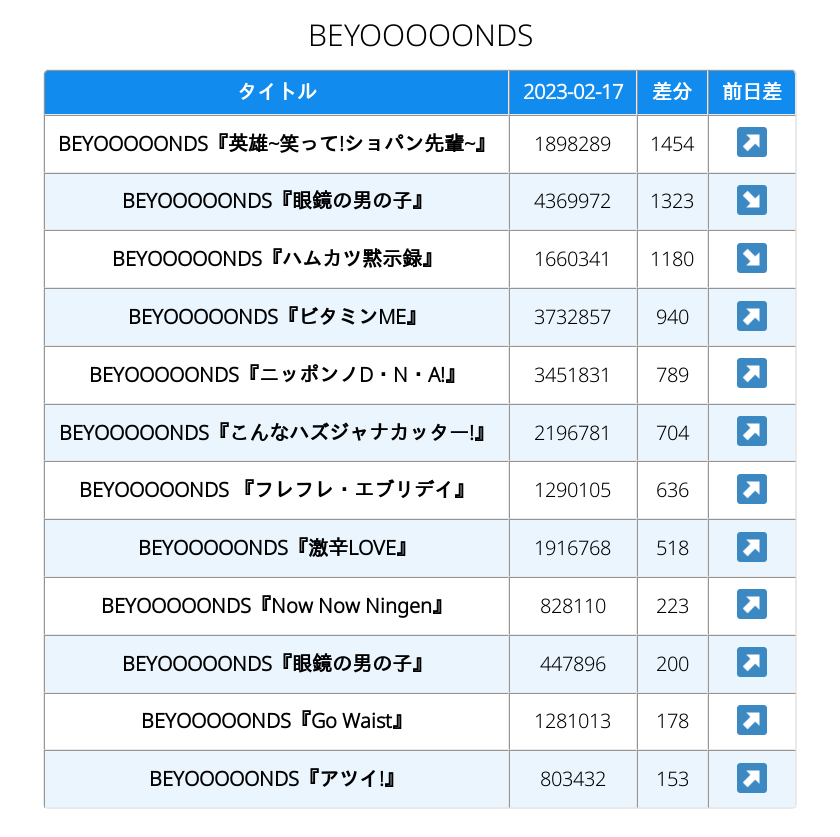 BEYOOOOONDS
タイトル 2023-02-17 差分 前日差
BEYOOOOONDS『英雄~笑って!ショパン先輩~』 1898289 1454 ↗
BEYOOOOONDS『眼鏡の男の子』 4369972 1323 ↘
BEYOOOOONDS『ハムカツ黙示録』 1660341 1180 ↘
BEYOOOOONDS『ビタミンME』 3732857 940 ↗
BEYOOOOONDS『ニッポンノD・N・A!』 3451831 789 ↗
BEYOOOOONDS『こんなハズジャナカッター!』 2196781 704 ↗
BEYOOOOONDS 『フレフレ・エブリデイ』 1290105 636 ↗
BEYOOOOONDS『激辛LOVE』 1916768 518 ↗
BEYOOOOONDS『Now Now Ningen』 828110 223 ↗
BEYOOOOONDS『眼鏡の男の子』 447896 200 ↗
BEYOOOOONDS『Go Waist』 1281013 178 ↗
BEYOOOOONDS『アツイ!』 803432 153 ↗